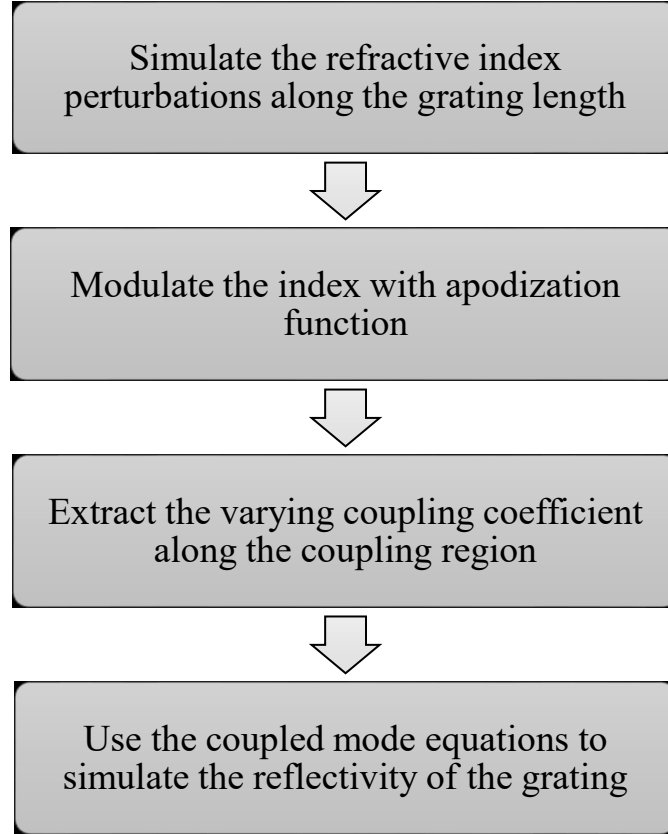 Simulate the refractive index
perturbations along the grating length
Modulate the index with apodization
function
Extract the varying coupling coefficient
along the coupling region
Use the coupled mode equations to
simulate the reflectivity of the grating